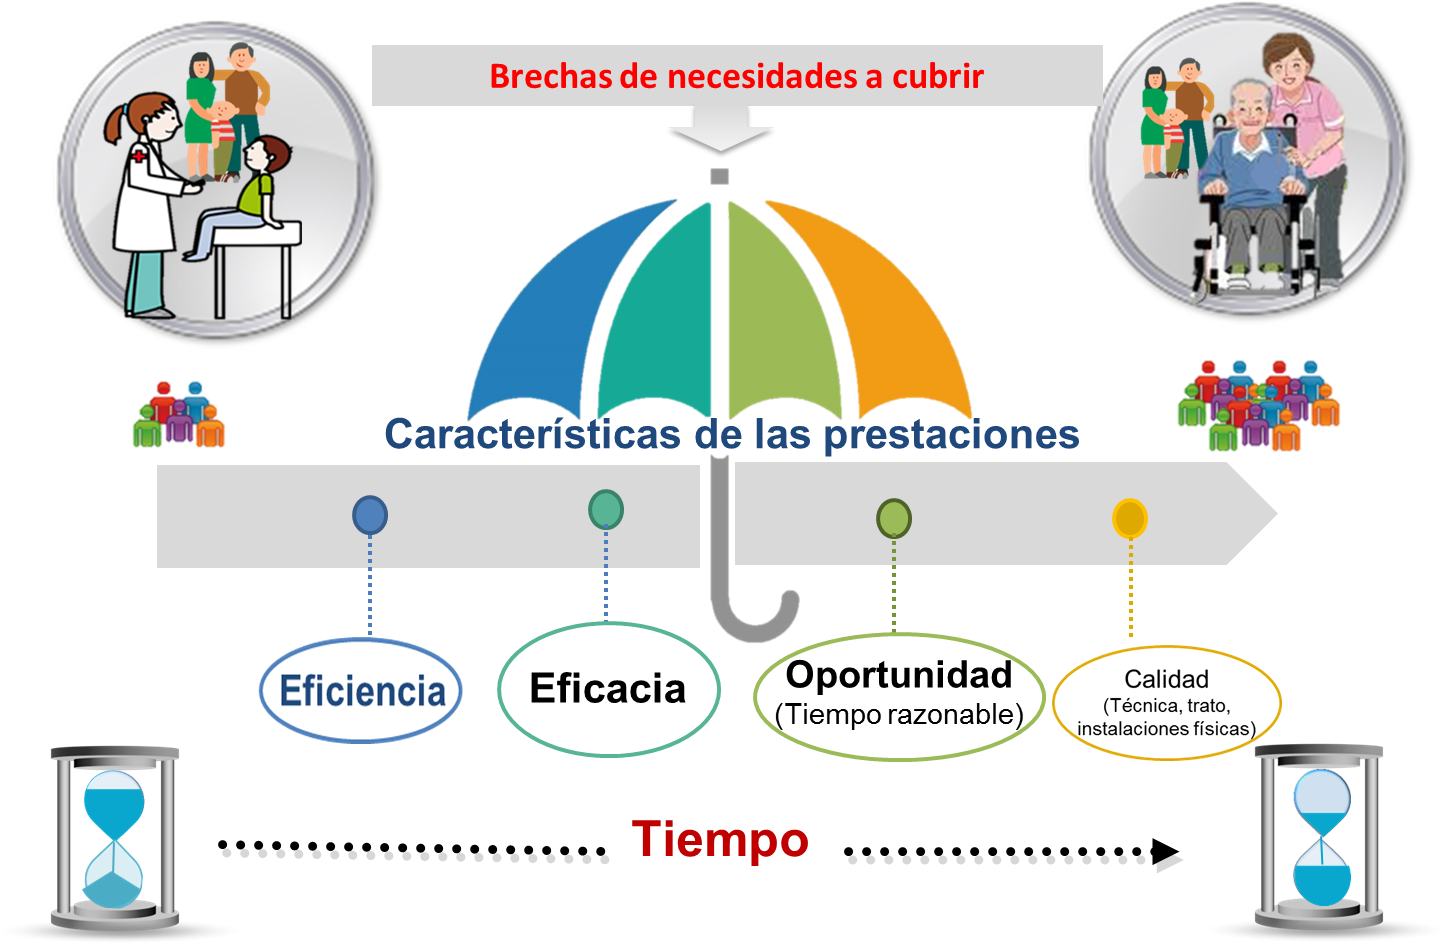 Brechas de necesidades a cubrir
Características de las prestaciones
Eficiencia
Eficacia
Oportunidad
(Tiempo razonable)
Calidad
(Técnica, trato,
instalaciones físicas)
Tiempo